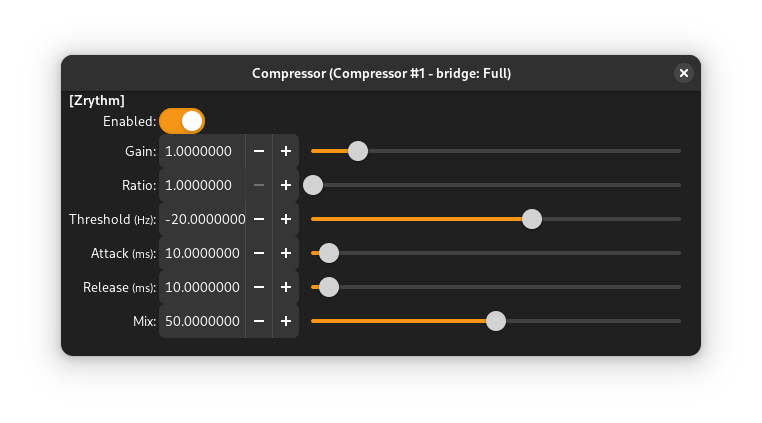 Compressor (Compressor #1 - bridge: Full)
[Zrythm]
Enabled:
Gain: 1.0000000
Ratio: 1.0000000
Threshold (Hz): -20.0000000
Attack (ms): 10.0000000
Release (ms): 10.0000000
Mix: 50.0000000